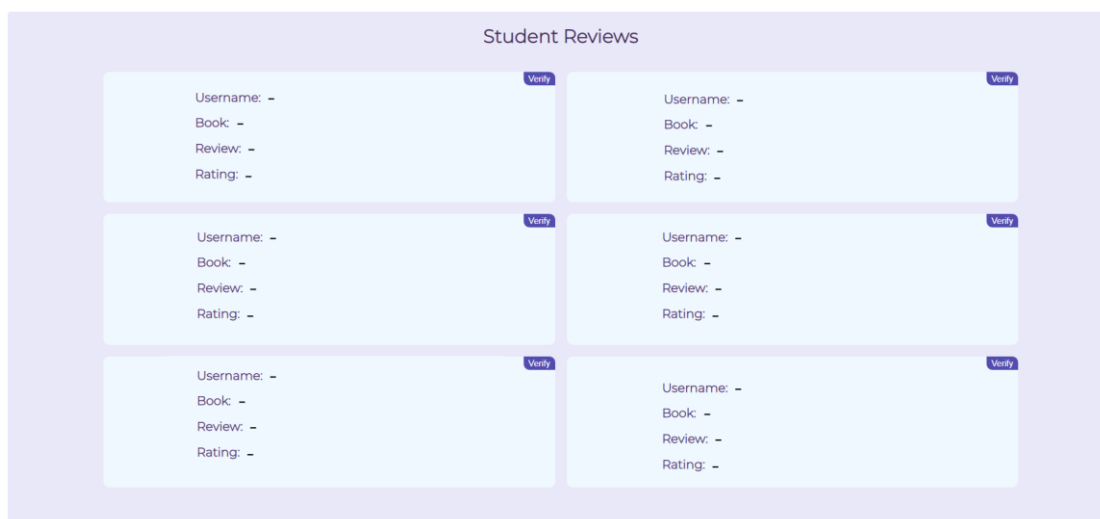 Student Reviews
Verify
Username: –
Book: –
Review: –
Rating: –
Verify
Username: –
Book: –
Review: –
Rating: –
Verify
Username: –
Book: –
Review: –
Rating: –
Verify
Username: –
Book: –
Review: –
Rating: –
Verify
Username: –
Book: –
Review: –
Rating: –
Verify
Username: –
Book: –
Review: –
Rating: –